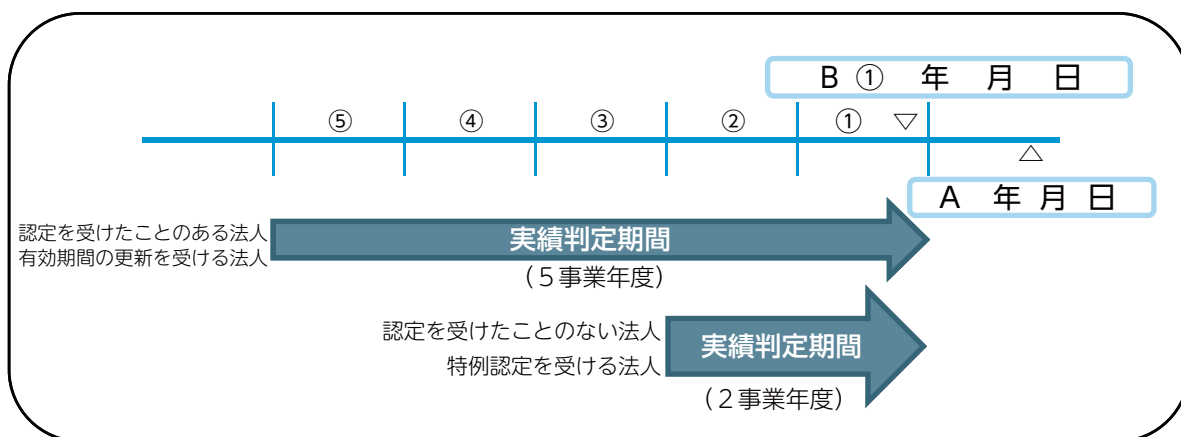 B ① 年 月 日
⑤ ④ ③ ② ① ▽
△
A 年 月 日
認定を受けたことのある法人
有効期間の更新を受ける法人
実績判定期間
（５事業年度）
認定を受けたことのない法人
特例認定を受ける法人
実績判定期間
（２事業年度）